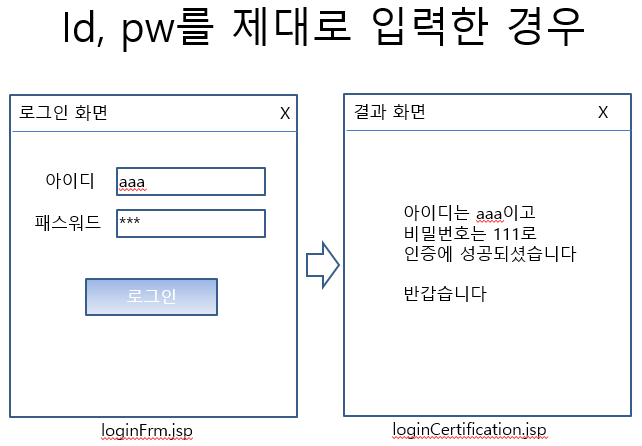 Id, pw를 제대로 입력한 경우
로그인 화면 X
아이디 aaa
패스워드 ***
로그인
loginFrm.jsp
결과 화면 X
아이디는 aaa이고
비밀번호는 111로
인증에 성공되셨습니다
반갑습니다
loginCertification.jsp